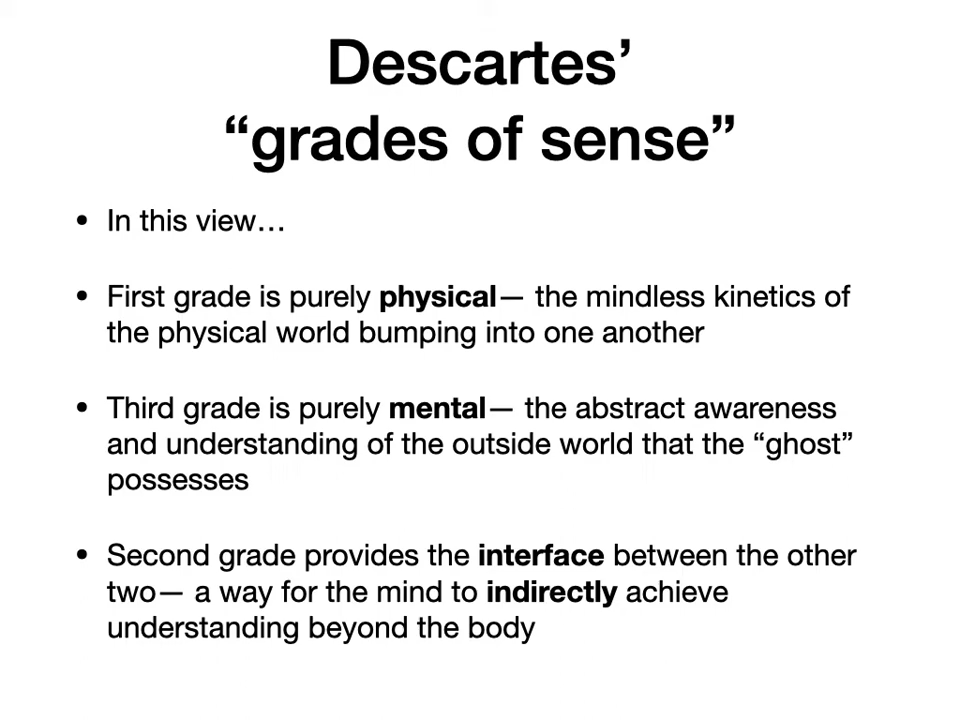 Descartes’
“grades of sense”
• In this view…
• First grade is purely physical— the mindless kinetics of
the physical world bumping into one another
• Third grade is purely mental— the abstract awareness
and understanding of the outside world that the “ghost”
possesses
• Second grade provides the interface between the other
two— a way for the mind to indirectly achieve
understanding beyond the body